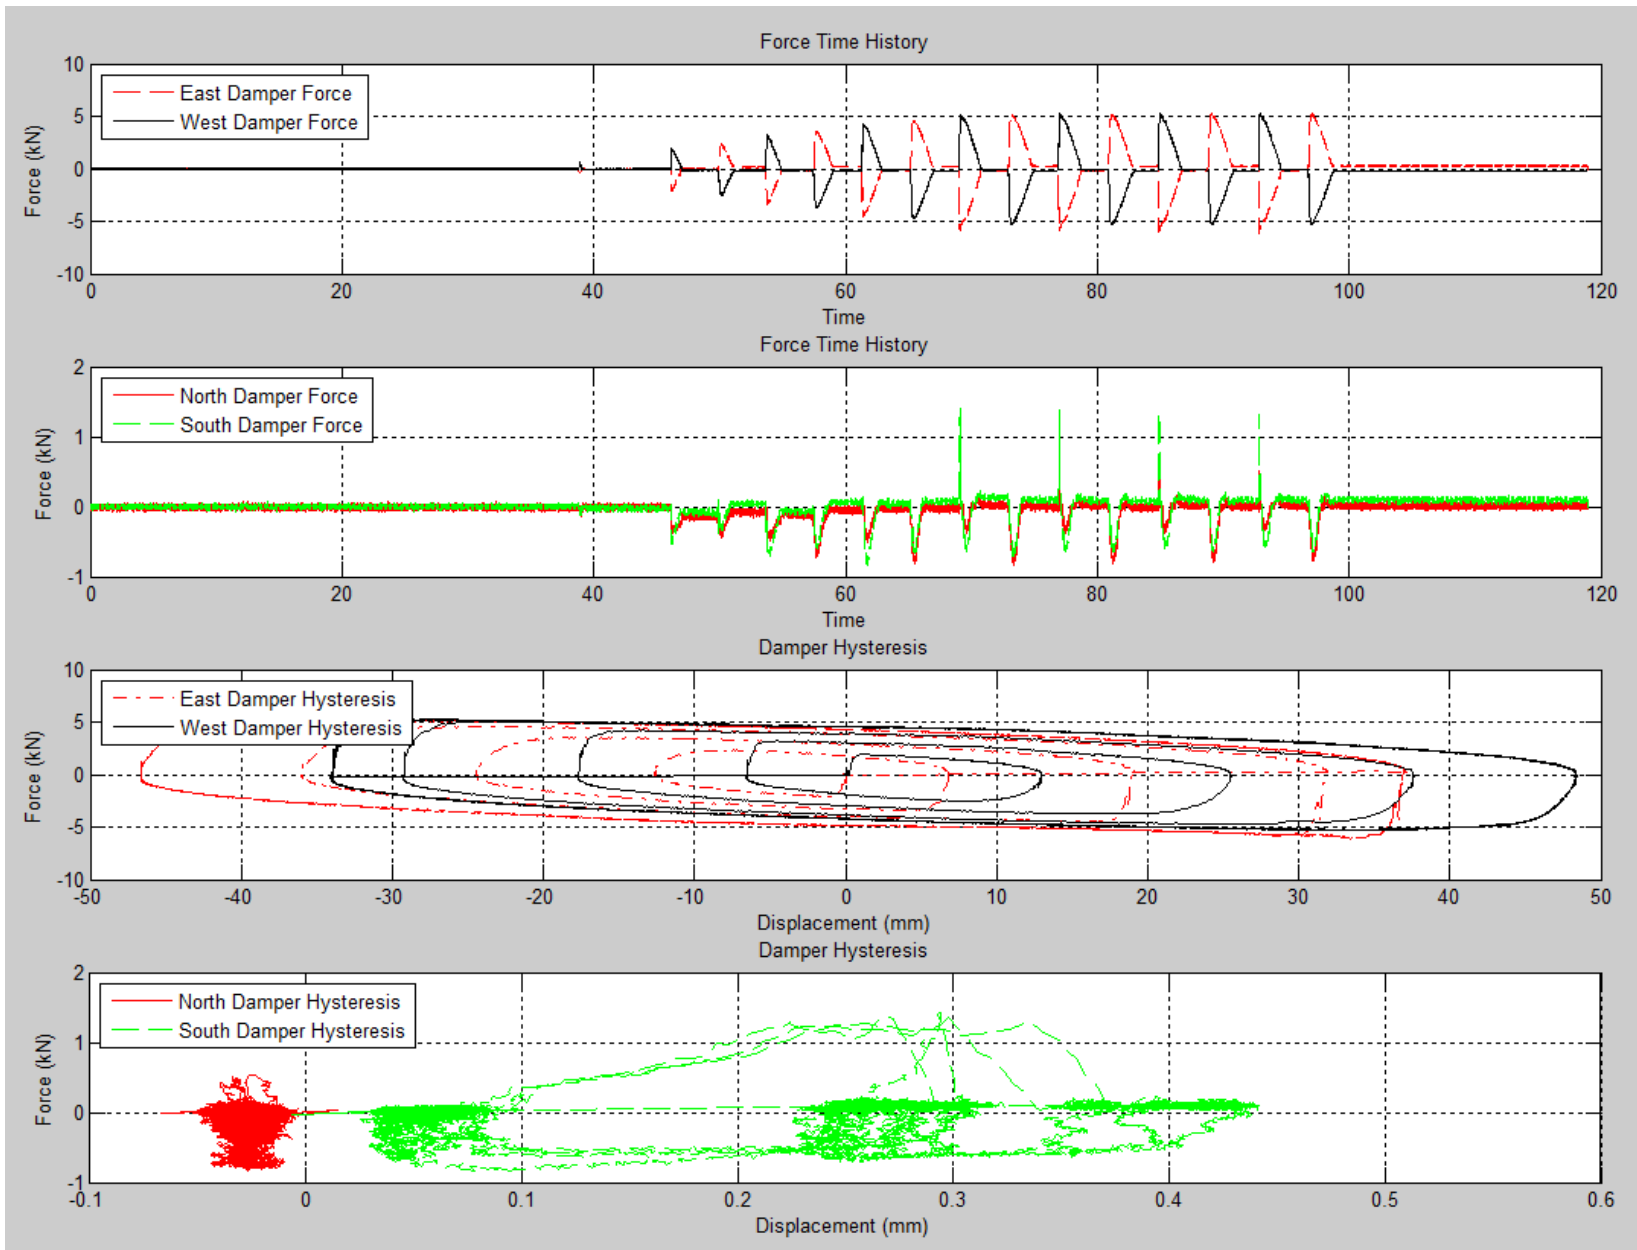 Force Time History
10
5
0
-5
-10
Force (kN)
East Damper Force
West Damper Force
0 20 40 60 80 100 120
Time
Force Time History
2
1
0
-1
Force (kN)
North Damper Force
South Damper Force
0 20 40 60 80 100 120
Time
Damper Hysteresis
10
5
0
-5
-10
Force (kN)
East Damper Hysteresis
West Damper Hysteresis
-50 -40 -30 -20 -10 0 10 20 30 40 50
Displacement (mm)
Damper Hysteresis
2
1
0
-1
Force (kN)
North Damper Hysteresis
South Damper Hysteresis
-0.1 0 0.1 0.2 0.3 0.4 0.5 0.6
Displacement (mm)